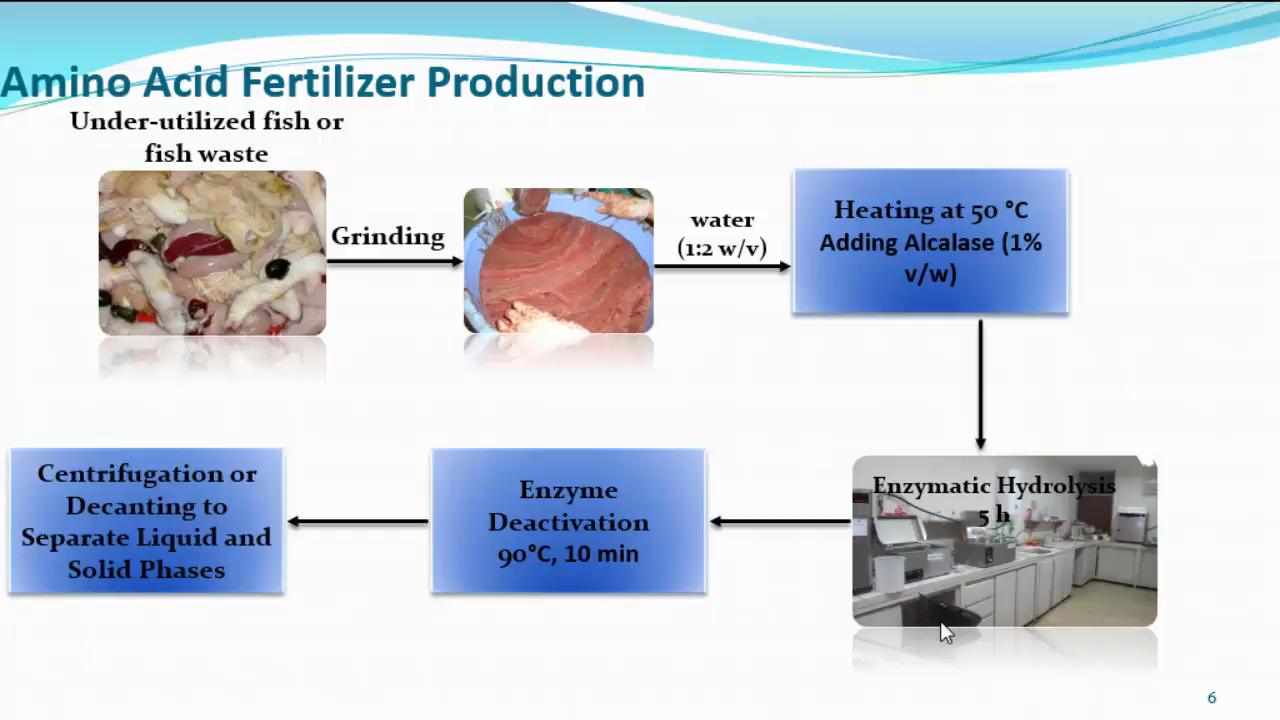 Amino Acid Fertilizer Production
Under-utilized fish or
fish waste
Grinding
water
(1:2 w/v)
Heating at 50 °C
Adding Alcalase (1%
v/w)
Enzymatic Hydrolysis
5 h
Enzyme
Deactivation
90°C, 10 min
Centrifugation or
Decanting to
Separate Liquid and
Solid Phases
6